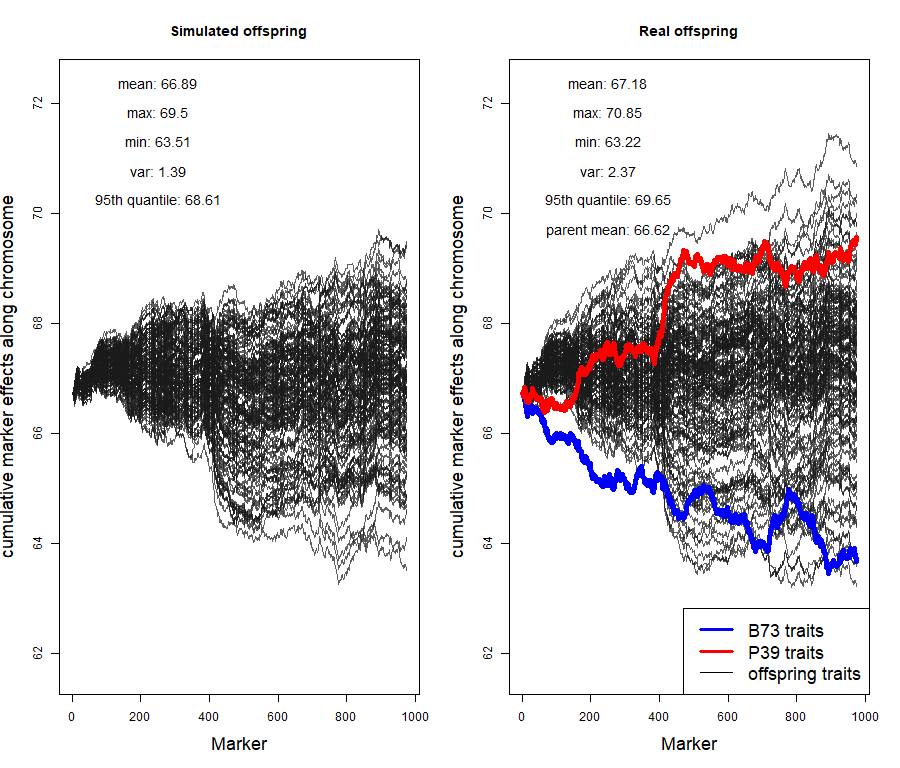 Simulated offspring
mean: 66.89
max: 69.5
min: 63.51
var: 1.39
95th quantile: 68.61
cumulative marker effects along chromosome
72
70
68
66
64
62
0 200 400 600 800 1000
Marker
Real offspring
mean: 67.18
max: 70.85
min: 63.22
var: 2.37
95th quantile: 69.65
parent mean: 66.62
cumulative marker effects along chromosome
72
70
68
66
64
62
B73 traits
P39 traits
offspring traits
0 200 400 600 800 1000
Marker